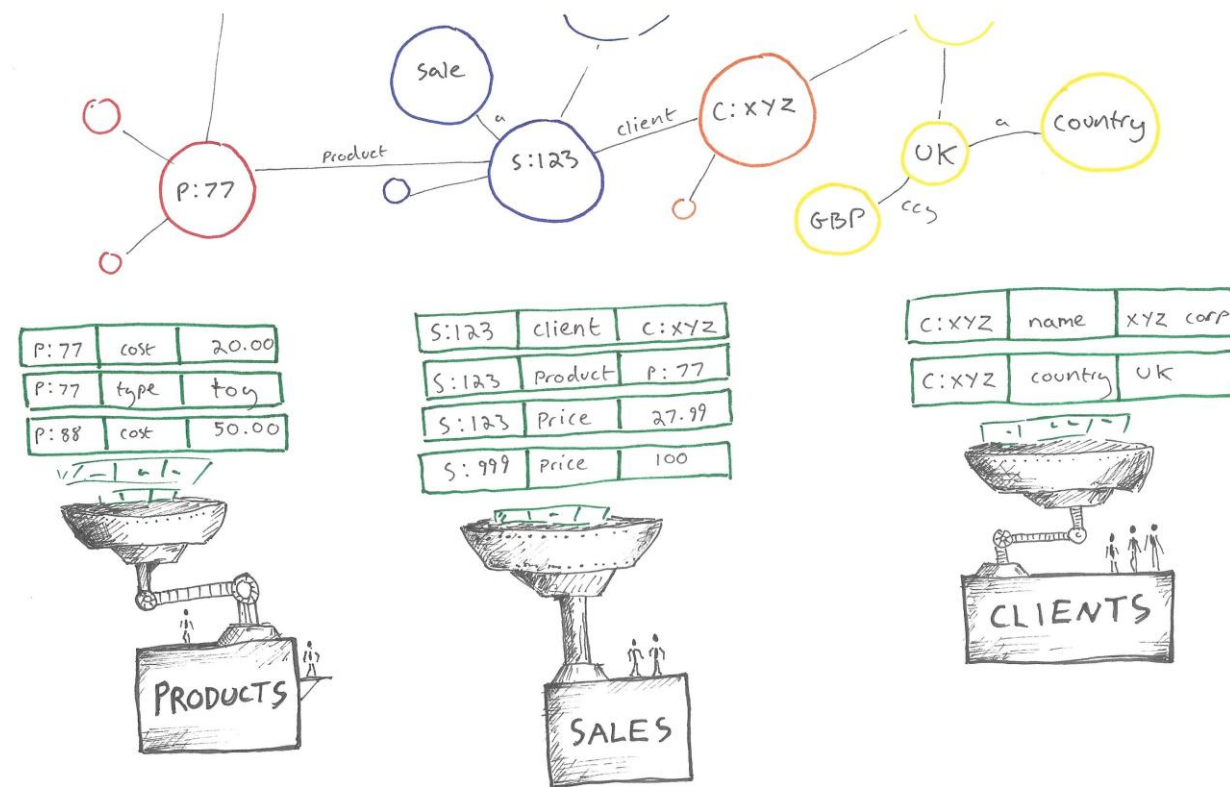 sale
a
S:123
Product
P:77
client
C:XYZ
UK
a
country
GBP
ccy
P:77 cost 20.00
P:77 type toy
P:88 cost 50.00
PRODUCTS
S:123 client C:XYZ
S:123 Product P:77
S:123 Price 27.99
S:999 Price 100
SALES
C:XYZ name XYZ corp
C:XYZ country UK
CLIENTS